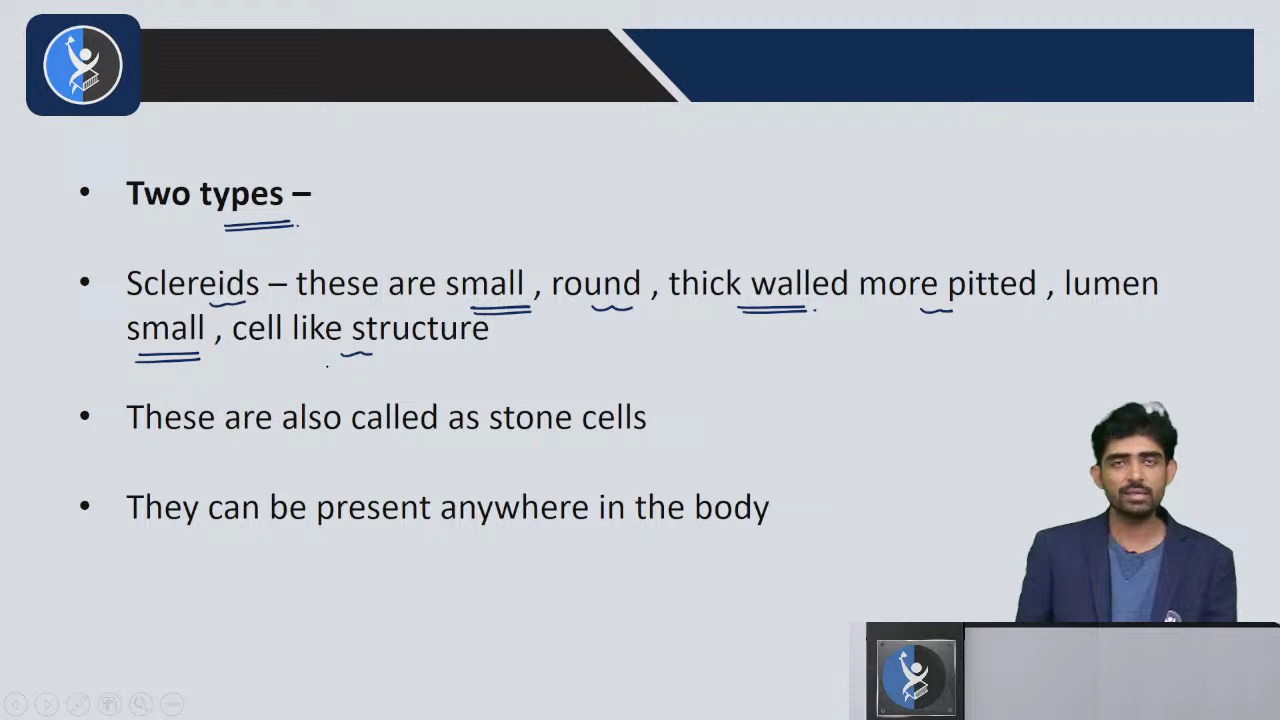 • Two types –
• Sclereids – these are small , round , thick walled more pitted , lumen
small , cell like structure
• These are also called as stone cells
• They can be present anywhere in the body